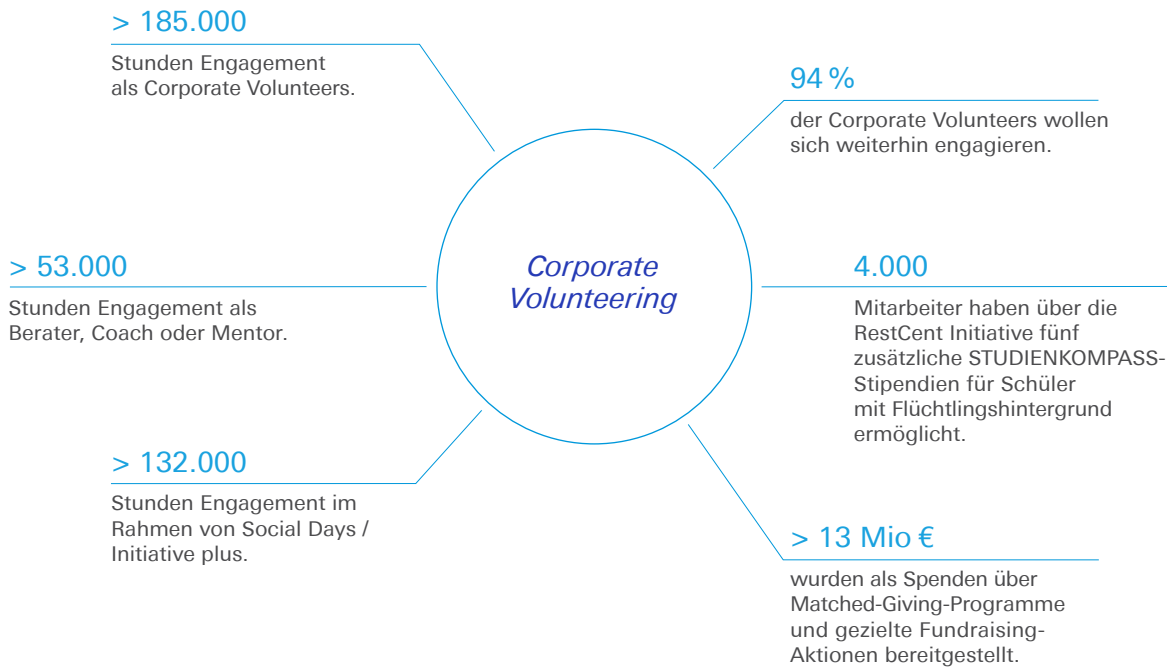 > 185.000
Stunden Engagement
als Corporate Volunteers.
94 %
der Corporate Volunteers wollen
sich weiterhin engagieren.
Corporate
Volunteering
> 53.000
Stunden Engagement als
Berater, Coach oder Mentor.
4.000
Mitarbeiter haben über die
RestCent Initiative fünf
zusätzliche STUDIENKOMPASS-
Stipendien für Schüler
mit Flüchtlingshintergrund
ermöglicht.
> 132.000
Stunden Engagement im
Rahmen von Social Days /
Initiative plus.
> 13 Mio €
wurden als Spenden über
Matched-Giving-Programme
und gezielte Fundraising-
Aktionen bereitgestellt.